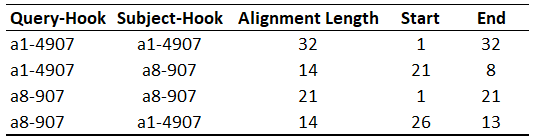 Query-Hook Subject-Hook Alignment Length Start End
a1-4907 a1-4907 32 1 32
a1-4907 a8-907 14 21 8
a8-907 a8-907 21 1 21
a8-907 a1-4907 14 26 13